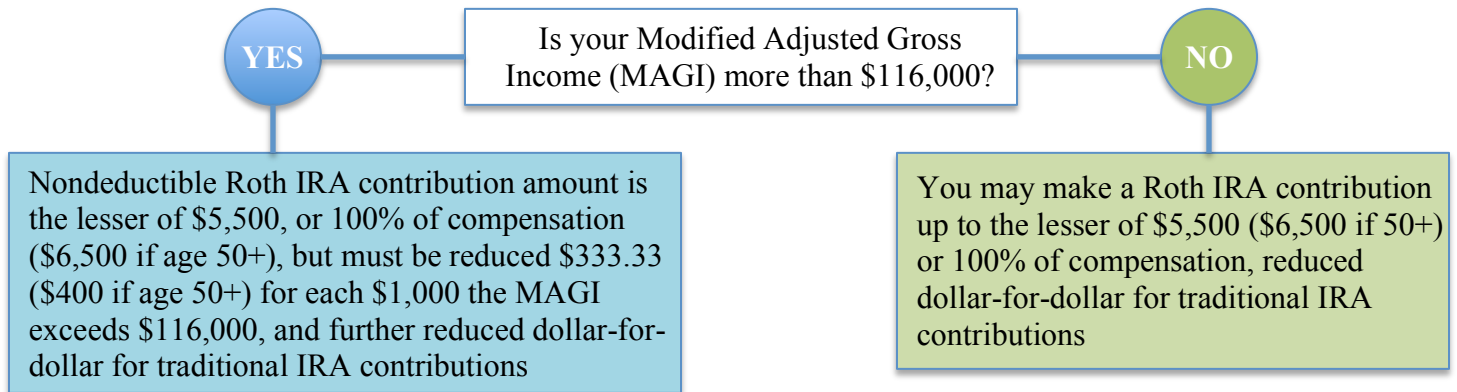 YES
Is your Modified Adjusted Gross
Income (MAGI) more than $116,000?
NO
Nondeductible Roth IRA contribution amount is
the lesser of $5,500, or 100% of compensation
($6,500 if age 50+), but must be reduced $333.33
($400 if age 50+) for each $1,000 the MAGI
exceeds $116,000, and further reduced dollar-for-
dollar for traditional IRA contributions
You may make a Roth IRA contribution
up to the lesser of $5,500 ($6,500 if 50+)
or 100% of compensation, reduced
dollar-for-dollar for traditional IRA
contributions